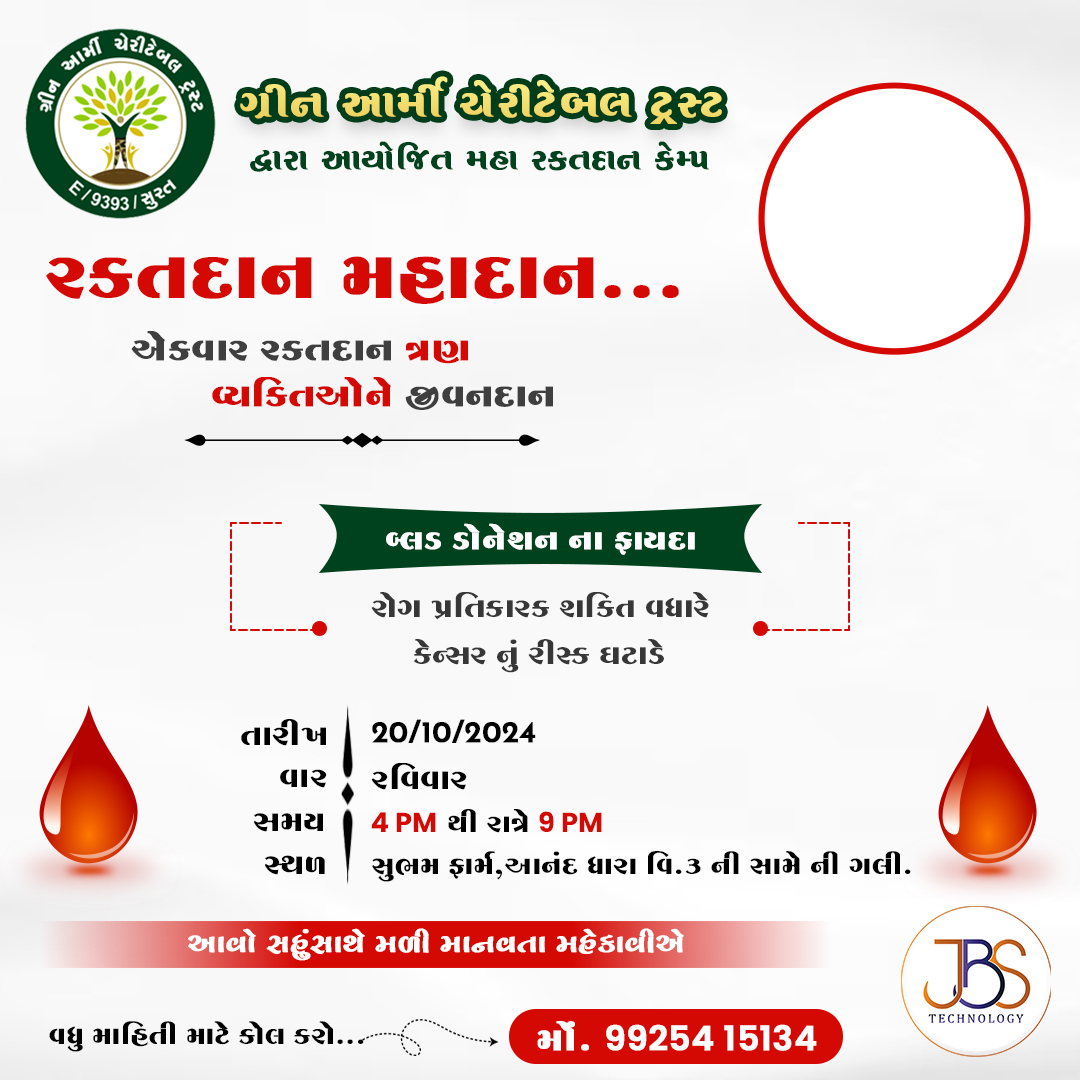 ગ્રીન આર્મી ચેરીટેબલ ટ્રસ્ટ
E/9393/સુરત
ગ્રીન આર્મી ચેરીટેબલ ટ્રસ્ટ
દ્વારા આયોજિત મહા રકતદાન કેમ્પ
રકતદાન મહાદાન...
એકવાર રકતદાન ત્રણ
વ્યકિતઓને જીવનદાન
બ્લડ ડોનેશન ના ફાયદા
રોગ પ્રતિકારક શકિત વધારે
કેન્સર નું રીસ્ક ઘટાડે
તારીખ 20/10/2024
વાર રવિવાર
સમય 4 PM થી રાત્રે 9 PM
સ્થળ સુભમ ફાર્મ,આનંદ ધારા વિ.૩ ની સામે ની ગલી.
આવો સહુંસાથે મળી માનવતા મહેકાવીએ
JBS
TECHNOLOGY
વધુ માહિતી માટે કોલ કરો...
મોં. 99254 15134